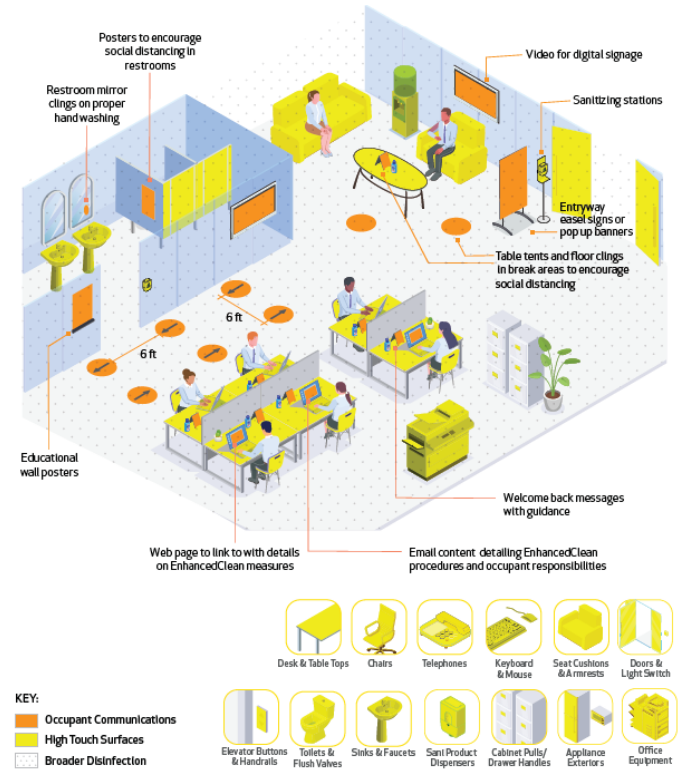 Posters to encourage
social distancing in
restrooms
Restroom mirror
clings on proper
hand washing
Video for digital signage
Sanitizing stations
Entryway
easel signs or
pop up banners
Table tents and floor clings
in break areas to encourage
social distancing
6 ft
6 ft
Educational
wall posters
Welcome back messages
with guidance
Web page to link to with details
on EnhancedClean measures
Email content detailing EnhancedClean
procedures and occupant responsibilities
Desk & Table Tops
Chairs
Telephones
Keyboard
& Mouse
Seat Cushions
& Armrests
Doors &
Light Switch
KEY:
Occupant Communications
High Touch Surfaces
Broader Disinfection
Elevator Buttons
& Handrails
Toilets &
Flush Valves
Sinks & Faucets
Sani Product
Dispensers
Cabinet Pulls/
Drawer Handles
Appliance
Exteriors
Office
Equipment